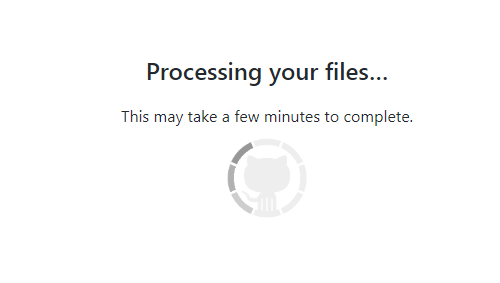 Processing your files…
This may take a few minutes to complete.